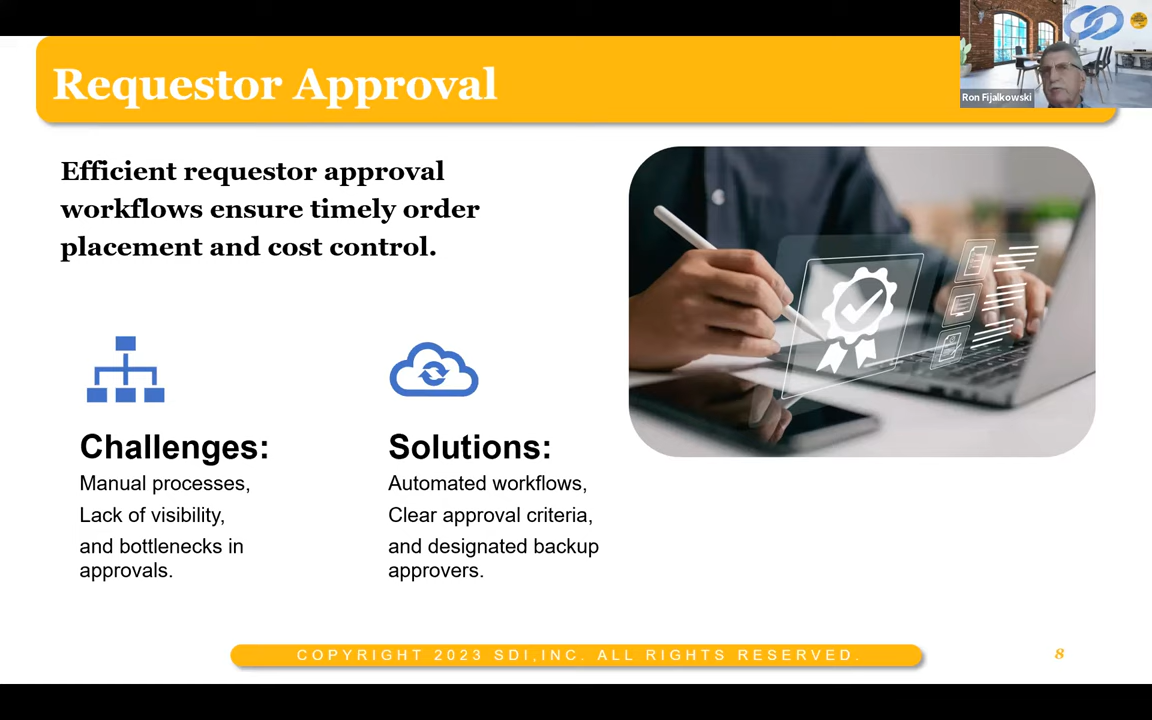 Requestor Approval
Ron Fijalkowski
Efficient requestor approval
workflows ensure timely order
placement and cost control.
Challenges:
Manual processes,
Lack of visibility,
and bottlenecks in
approvals.
Solutions:
Automated workflows,
Clear approval criteria,
and designated backup
approvers.
COPYRIGHT 2023 SDI,INC. ALL RIGHTS RESERVED.
8